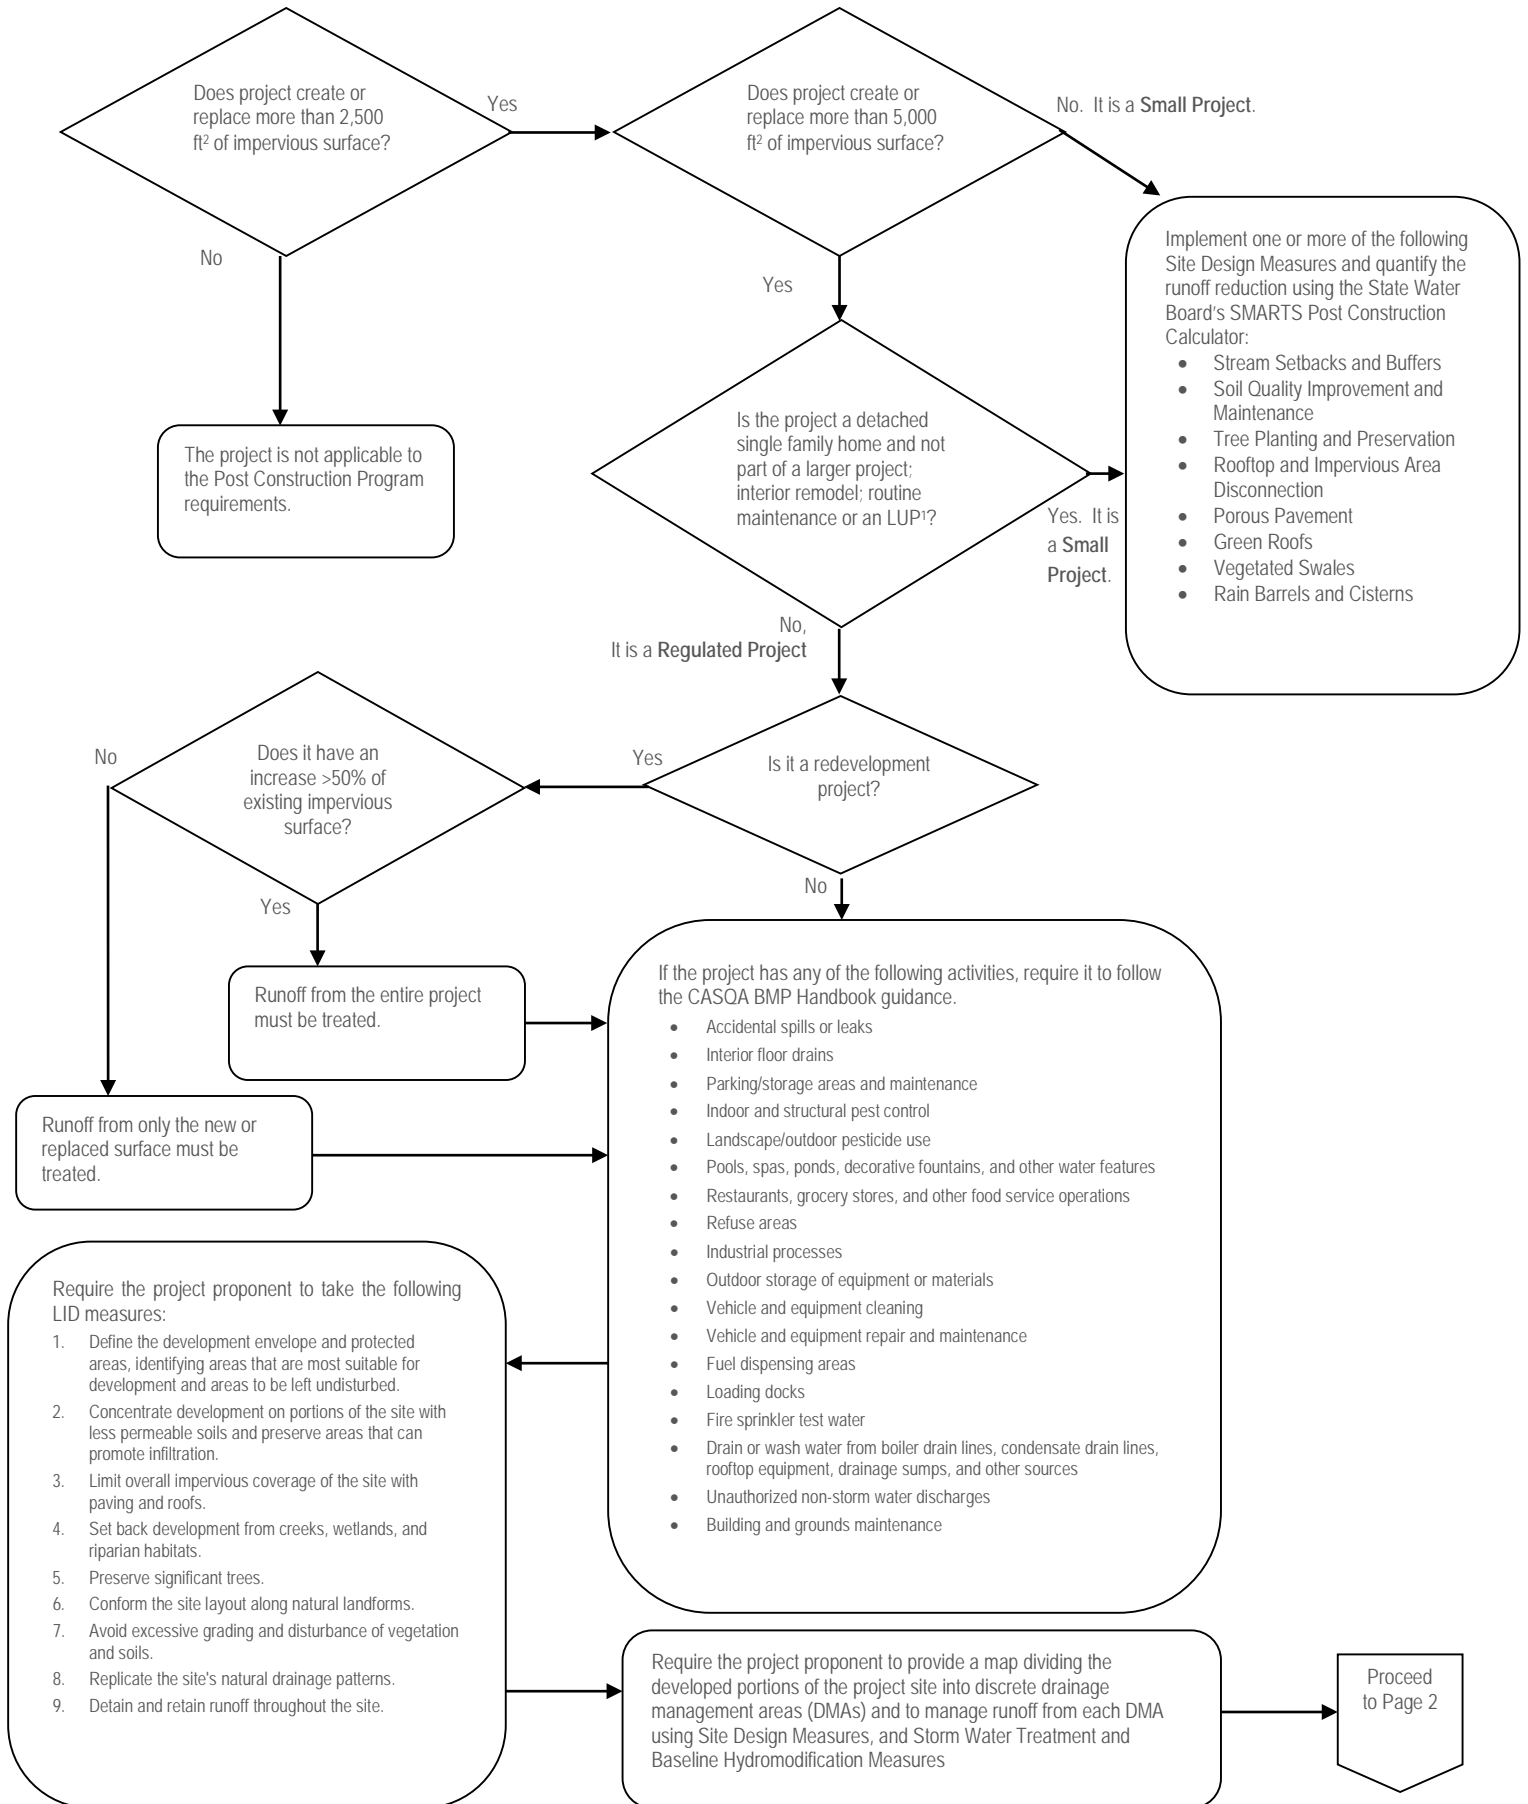 Does project create or
replace more than 2,500
ft² of impervious surface?
Yes
No
Does project create or
replace more than 5,000
ft² of impervious surface?
No. It is a Small Project.
Yes
The project is not applicable to
the Post Construction Program
requirements.
Implement one or more of the following
Site Design Measures and quantify the
runoff reduction using the State Water
Board's SMARTS Post Construction
Calculator:
• Stream Setbacks and Buffers
• Soil Quality Improvement and
Maintenance
• Tree Planting and Preservation
• Rooftop and Impervious Area
Disconnection
• Porous Pavement
• Green Roofs
• Vegetated Swales
• Rain Barrels and Cisterns
Is the project a detached
single family home and not
part of a larger project;
interior remodel; routine
maintenance or an LUP¹?
Yes. It is
a Small
Project.
No,
It is a Regulated Project
Is it a redevelopment
project?
Yes
No
Does it have an
increase >50% of
existing impervious
surface?
No
Yes
Runoff from the entire project
must be treated.
Runoff from only the new or
replaced surface must be
treated.
If the project has any of the following activities, require it to follow
the CASQA BMP Handbook guidance.
• Accidental spills or leaks
• Interior floor drains
• Parking/storage areas and maintenance
• Indoor and structural pest control
• Landscape/outdoor pesticide use
• Pools, spas, ponds, decorative fountains, and other water features
• Restaurants, grocery stores, and other food service operations
• Refuse areas
• Industrial processes
• Outdoor storage of equipment or materials
• Vehicle and equipment cleaning
• Vehicle and equipment repair and maintenance
• Fuel dispensing areas
• Loading docks
• Fire sprinkler test water
• Drain or wash water from boiler drain lines, condensate drain lines,
rooftop equipment, drainage sumps, and other sources
• Unauthorized non-storm water discharges
• Building and grounds maintenance
Require the project proponent to take the following
LID measures:
1. Define the development envelope and protected
areas, identifying areas that are most suitable for
development and areas to be left undisturbed.
2. Concentrate development on portions of the site with
less permeable soils and preserve areas that can
promote infiltration.
3. Limit overall impervious coverage of the site with
paving and roofs.
4. Set back development from creeks, wetlands, and
riparian habitats.
5. Preserve significant trees.
6. Conform the site layout along natural landforms.
7. Avoid excessive grading and disturbance of vegetation
and soils.
8. Replicate the site's natural drainage patterns.
9. Detain and retain runoff throughout the site.
Require the project proponent to provide a map dividing the
developed portions of the project site into discrete drainage
management areas (DMAs) and to manage runoff from each DMA
using Site Design Measures, and Storm Water Treatment and
Baseline Hydromodification Measures
Proceed
to Page 2